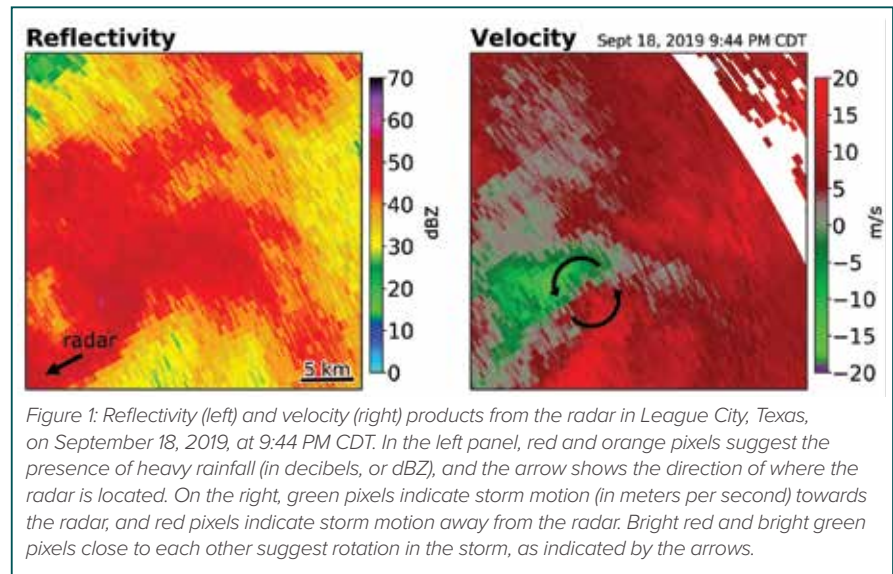 Reflectivity
Velocity Sept 18, 2019 9:44 PM CDT
70
60
50
40
30
20
10
0
dBZ
radar
5 km
20
15
10
5
0
−5
−10
−15
−20
m/s
Figure 1: Reflectivity (left) and velocity (right) products from the radar in League City, Texas,
on September 18, 2019, at 9:44 PM CDT. In the left panel, red and orange pixels suggest the
presence of heavy rainfall (in decibels, or dBZ), and the arrow shows the direction of where the
radar is located. On the right, green pixels indicate storm motion (in meters per second) towards
the radar, and red pixels indicate storm motion away from the radar. Bright red and bright green
pixels close to each other suggest rotation in the storm, as indicated by the arrows.